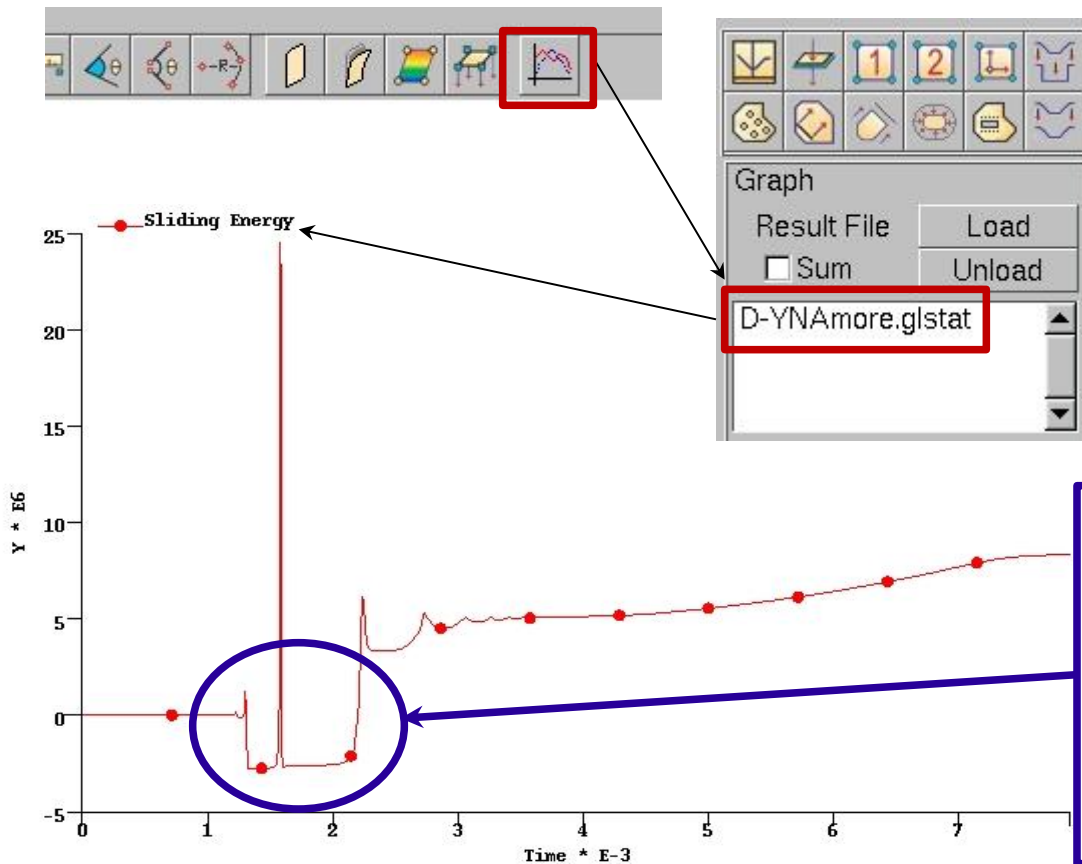 θ
θ
-R-
1
2
Graph
Result File
Load
Sum
Unload
D-YNAmore.glstat
Sliding Energy
25
20
15
10
5
0
-5
Y * E6
0
1
2
3
4
5
6
7
Time * E-3